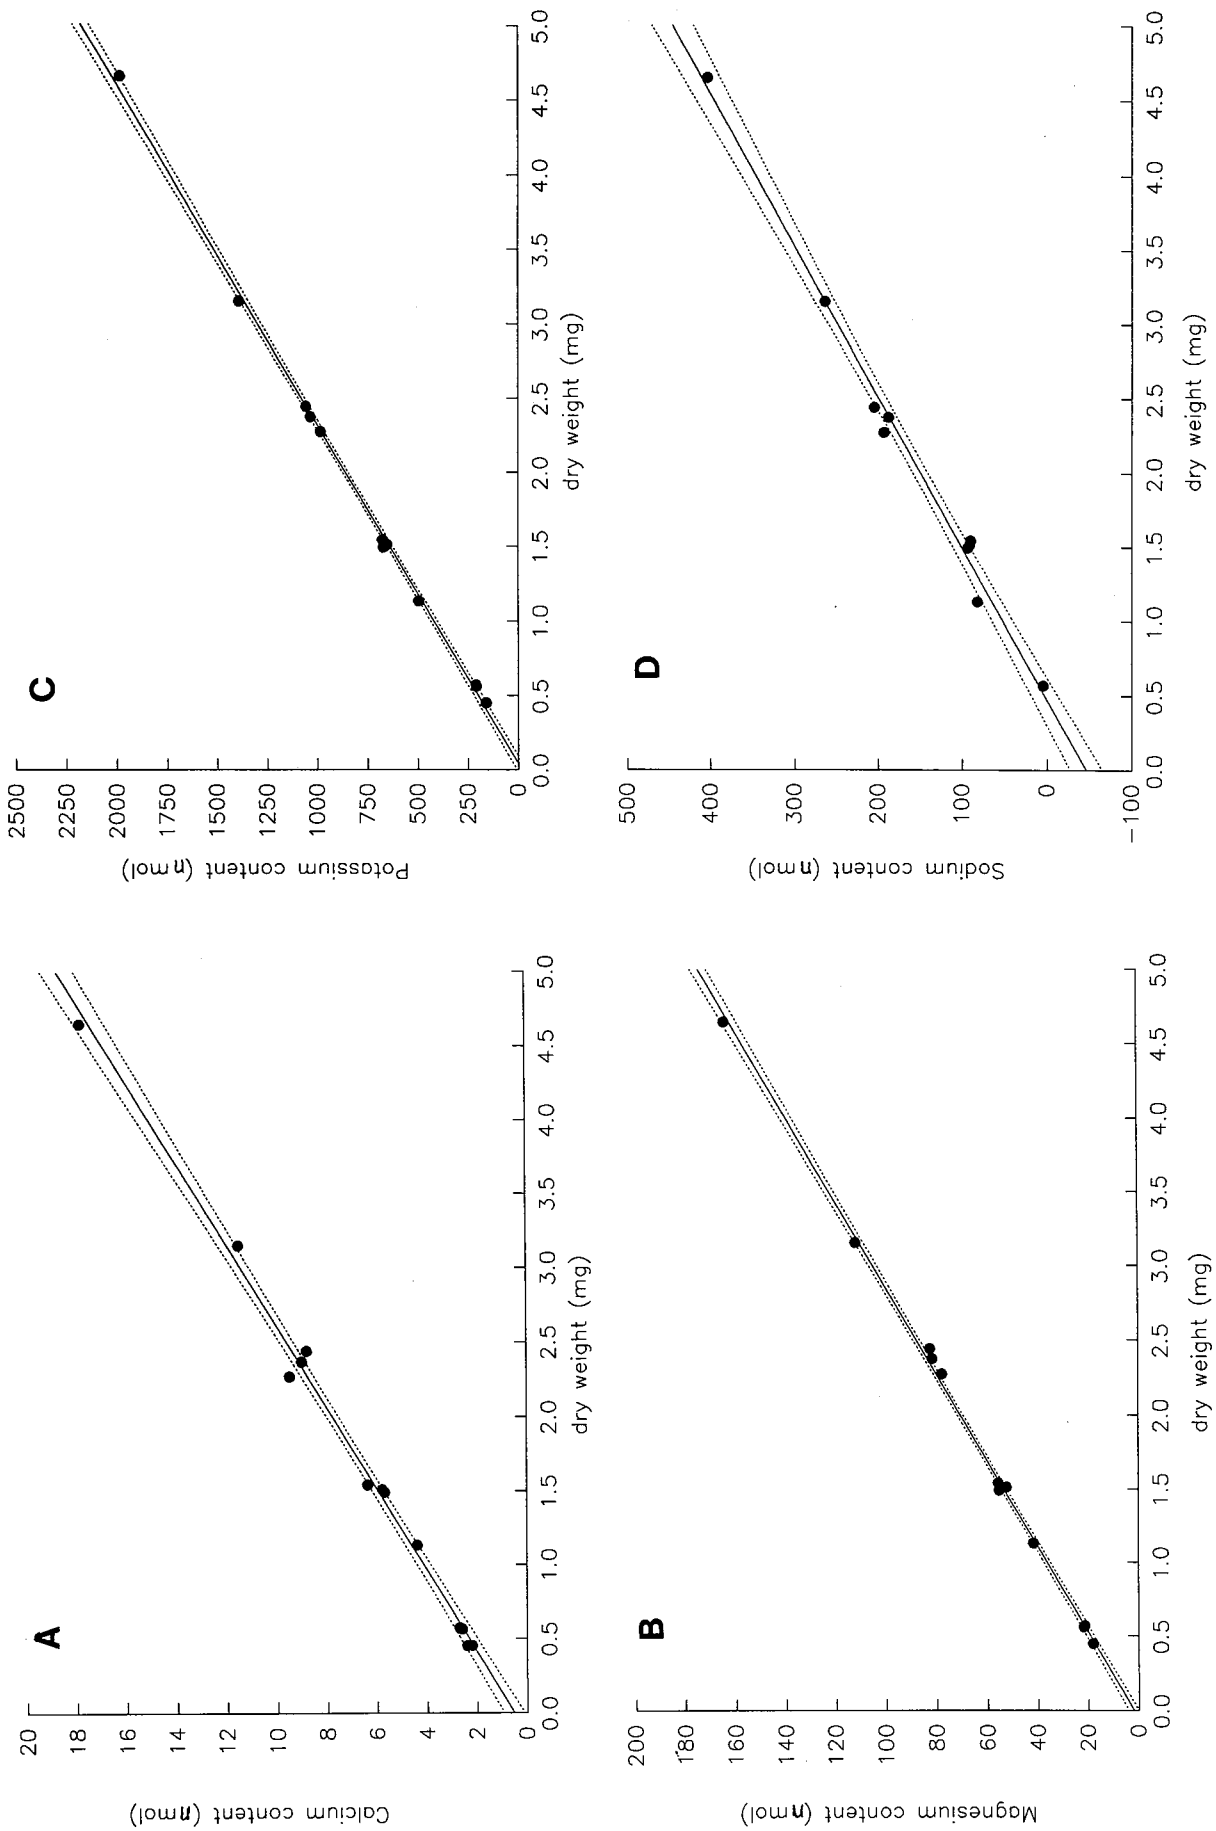 A
Calcium content (nmol)
20
18
16
14
12
10
8
6
4
2
0
0.0 0.5 1.0 1.5 2.0 2.5 3.0 3.5 4.0 4.5 5.0
dry weight (mg)
C
Potassium content (nmol)
2500
2250
2000
1750
1500
1250
1000
750
500
250
0
0.0 0.5 1.0 1.5 2.0 2.5 3.0 3.5 4.0 4.5 5.0
dry weight (mg)
B
Magnesium content (nmol)
200
180
160
140
120
100
80
60
40
20
0
0.0 0.5 1.0 1.5 2.0 2.5 3.0 3.5 4.0 4.5 5.0
dry weight (mg)
D
Sodium content (nmol)
500
400
300
200
100
0
-100
0.0 0.5 1.0 1.5 2.0 2.5 3.0 3.5 4.0 4.5 5.0
dry weight (mg)